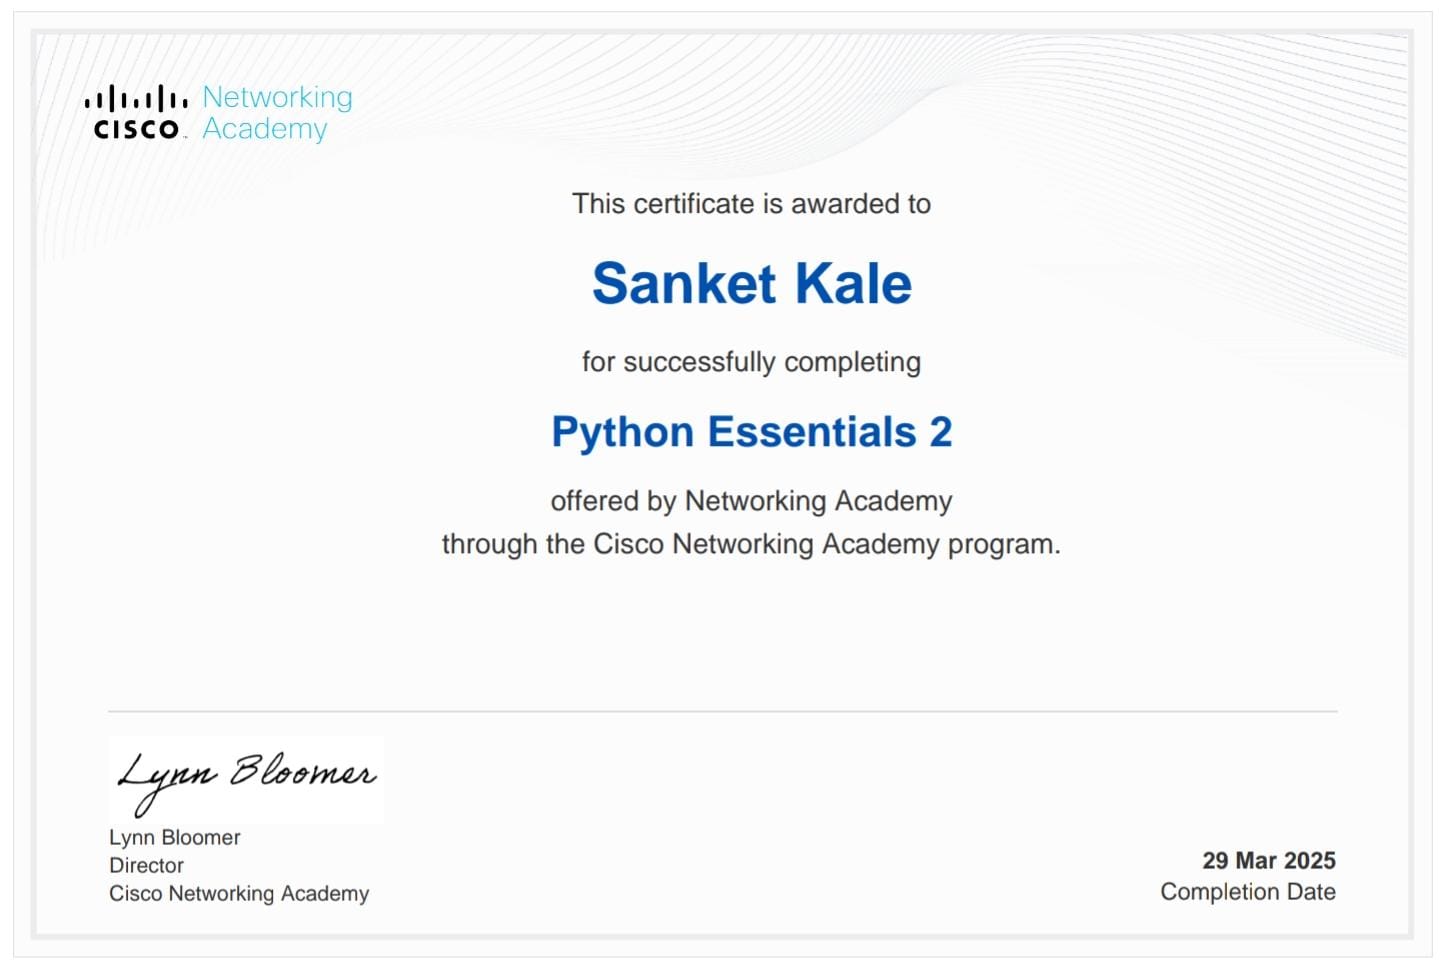 Networking
CISCO Academy
This certificate is awarded to
Sanket Kale
for successfully completing
Python Essentials 2
offered by Networking Academy
through the Cisco Networking Academy program.
Lynn Bloomer
Lynn Bloomer
Director
Cisco Networking Academy
29 Mar 2025
Completion Date